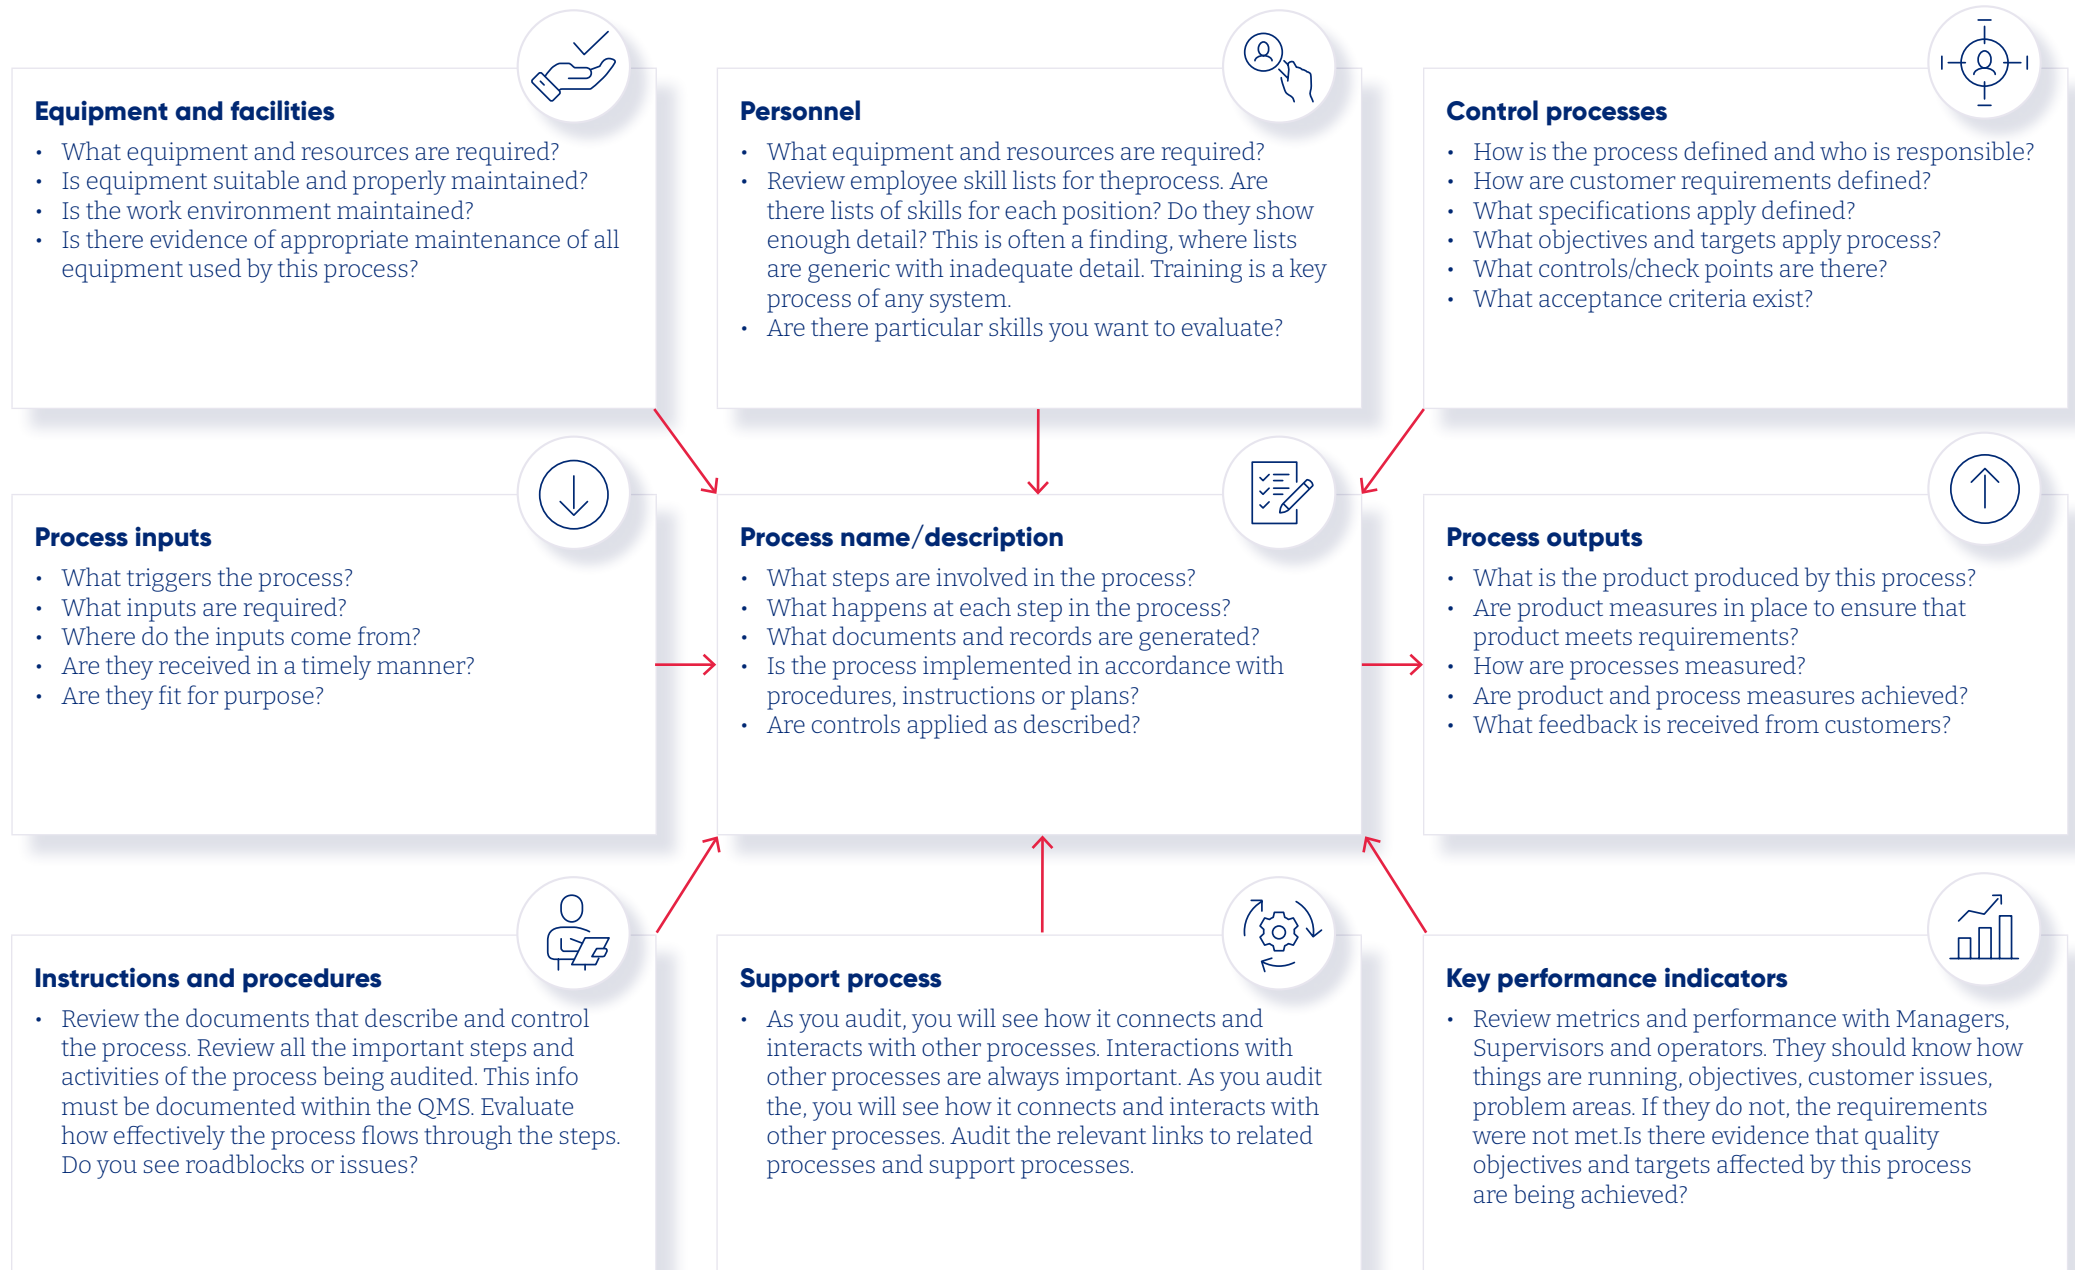 Equipment and facilities
• What equipment and resources are required?
• Is equipment suitable and properly maintained?
• Is the work environment maintained?
• Is there evidence of appropriate maintenance of all
equipment used by this process?
Personnel
• What equipment and resources are required?
• Review employee skill lists for theprocess. Are
there lists of skills for each position? Do they show
enough detail? This is often a finding, where lists
are generic with inadequate detail. Training is a key
process of any system.
• Are there particular skills you want to evaluate?
Control processes
• How is the process defined and who is responsible?
• How are customer requirements defined?
• What specifications apply defined?
• What objectives and targets apply process?
• What controls/check points are there?
• What acceptance criteria exist?
Process inputs
• What triggers the process?
• What inputs are required?
• Where do the inputs come from?
• Are they received in a timely manner?
• Are they fit for purpose?
Process name/description
• What steps are involved in the process?
• What happens at each step in the process?
• What documents and records are generated?
• Is the process implemented in accordance with
procedures, instructions or plans?
• Are controls applied as described?
Process outputs
• What is the product produced by this process?
• Are product measures in place to ensure that
product meets requirements?
• How are processes measured?
• Are product and process measures achieved?
• What feedback is received from customers?
Instructions and procedures
• Review the documents that describe and control
the process. Review all the important steps and
activities of the process being audited. This info
must be documented within the QMS. Evaluate
how effectively the process flows through the steps.
Do you see roadblocks or issues?
Support process
• As you audit, you will see how it connects and
interacts with other processes. Interactions with
other processes are always important. As you audit
the, you will see how it connects and interacts with
other processes. Audit the relevant links to related
processes and support processes.
Key performance indicators
• Review metrics and performance with Managers,
Supervisors and operators. They should know how
things are running, objectives, customer issues,
problem areas. If they do not, the requirements
were not met.Is there evidence that quality
objectives and targets affected by this process
are being achieved?